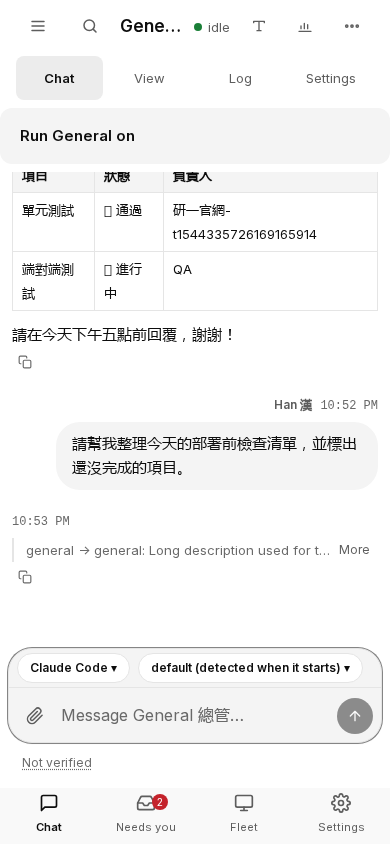 Gene…
idle
Chat
View
Log
Settings
Run General on
項目 狀態 負責人
單元測試 通過 研一官網-t1544335726169165914
端對端測試 進行中 QA
請在今天下午五點前回覆，謝謝！
Han 漢 10:52 PM
請幫我整理今天的部署前檢查清單，並標出
還沒完成的項目。
10:53 PM
general → general: Long description used for t… More
Claude Code ▾ default (detected when it starts) ▾
Message General 總管…
Not verified
2
Chat
Needs you
Fleet
Settings